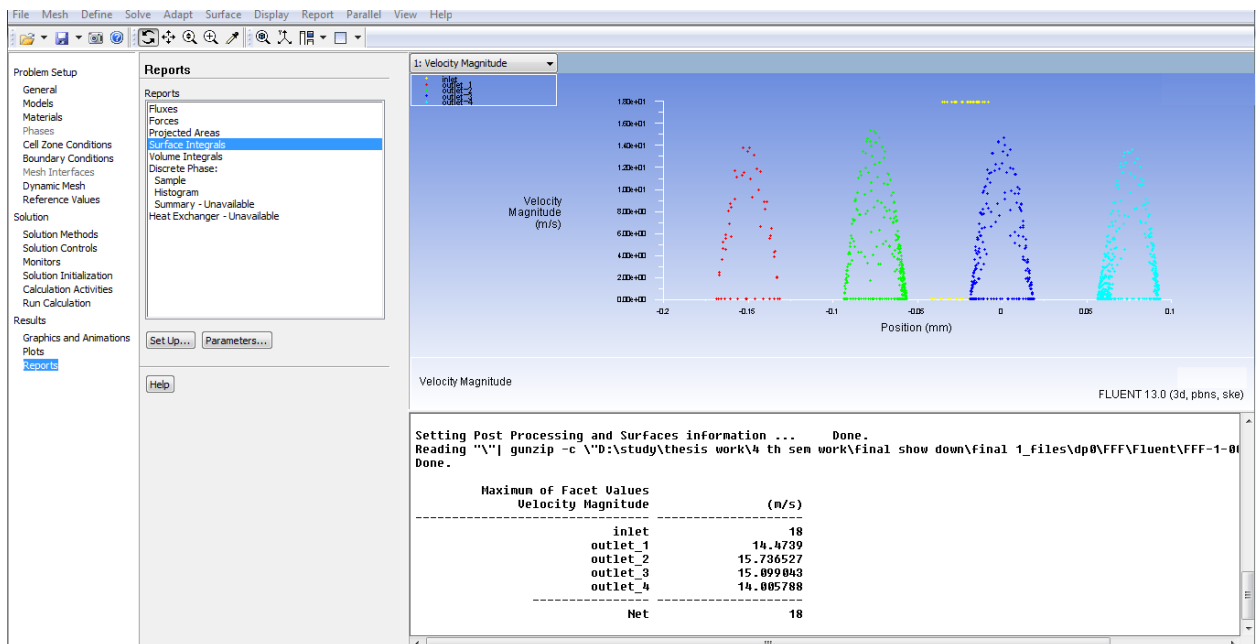 File Mesh Define Solve Adapt Surface Display Report Parallel View Help
Problem Setup
General
Models
Materials
Phases
Cell Zone Conditions
Boundary Conditions
Mesh Interfaces
Dynamic Mesh
Reference Values
Solution
Solution Methods
Solution Controls
Monitors
Solution Initialization
Calculation Activities
Run Calculation
Results
Graphics and Animations
Plots
Reports
Reports
Reports
Fluxes
Forces
Projected Areas
Surface Integrals
Volume Integrals
Discrete Phase:
Sample
Histogram
Summary - Unavailable
Heat Exchanger - Unavailable
Set Up... Parameters...
Help
1: Velocity Magnitude
inlet
outlet_1
1.80e+01
1.60e+01
1.40e+01
1.20e+01
1.00e+01
8.00e+00
6.00e+00
4.00e+00
2.00e+00
0.00e+00
Velocity
Magnitude
(m/s)
-0.2 -0.15 -0.1 -0.05 0 0.05 0.1
Position (mm)
Velocity Magnitude
FLUENT 13.0 (3d, pbns, ske)
Setting Post Processing and Surfaces information ... Done.
Reading "\"| gunzip -c \"D:\study\thesis work\4 th sem work\final show down\final 1_files\dp0\FFF\Fluent\FFF-1-00
Done.
Maximum of Facet Values
Velocity Magnitude (m/s)
-------------------------------- --------------------
inlet 18
outlet_1 14.4739
outlet_2 15.736527
outlet_3 15.099043
outlet_4 14.005788
---------------- --------------------
Net 18